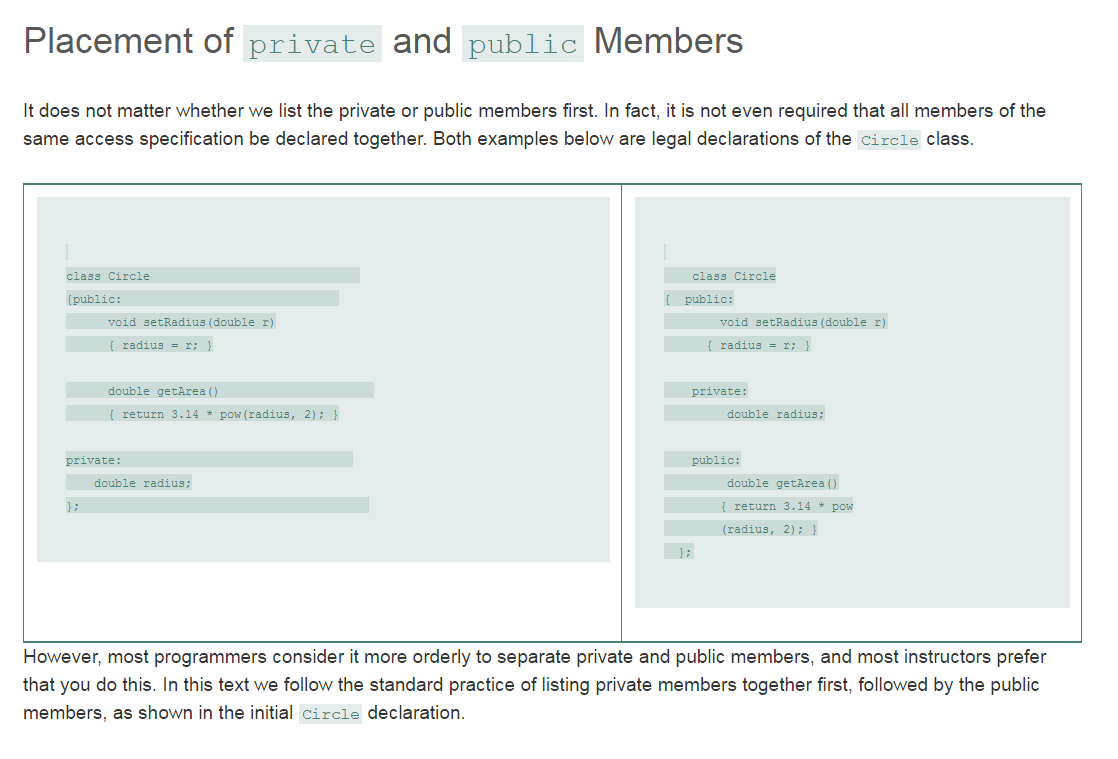 Placement of private and public Members
It does not matter whether we list the private or public members first. In fact, it is not even required that all members of the
same access specification be declared together. Both examples below are legal declarations of the Circle class.
class Circle
{public:
void setRadius(double r)
{ radius = r; }
double getArea()
{ return 3.14 * pow(radius, 2); }
private:
double radius;
};
class Circle
{ public:
void setRadius(double r)
{ radius = r; }
private:
double radius;
public:
double getArea()
{ return 3.14 * pow
(radius, 2); }
};
However, most programmers consider it more orderly to separate private and public members, and most instructors prefer
that you do this. In this text we follow the standard practice of listing private members together first, followed by the public
members, as shown in the initial Circle declaration.